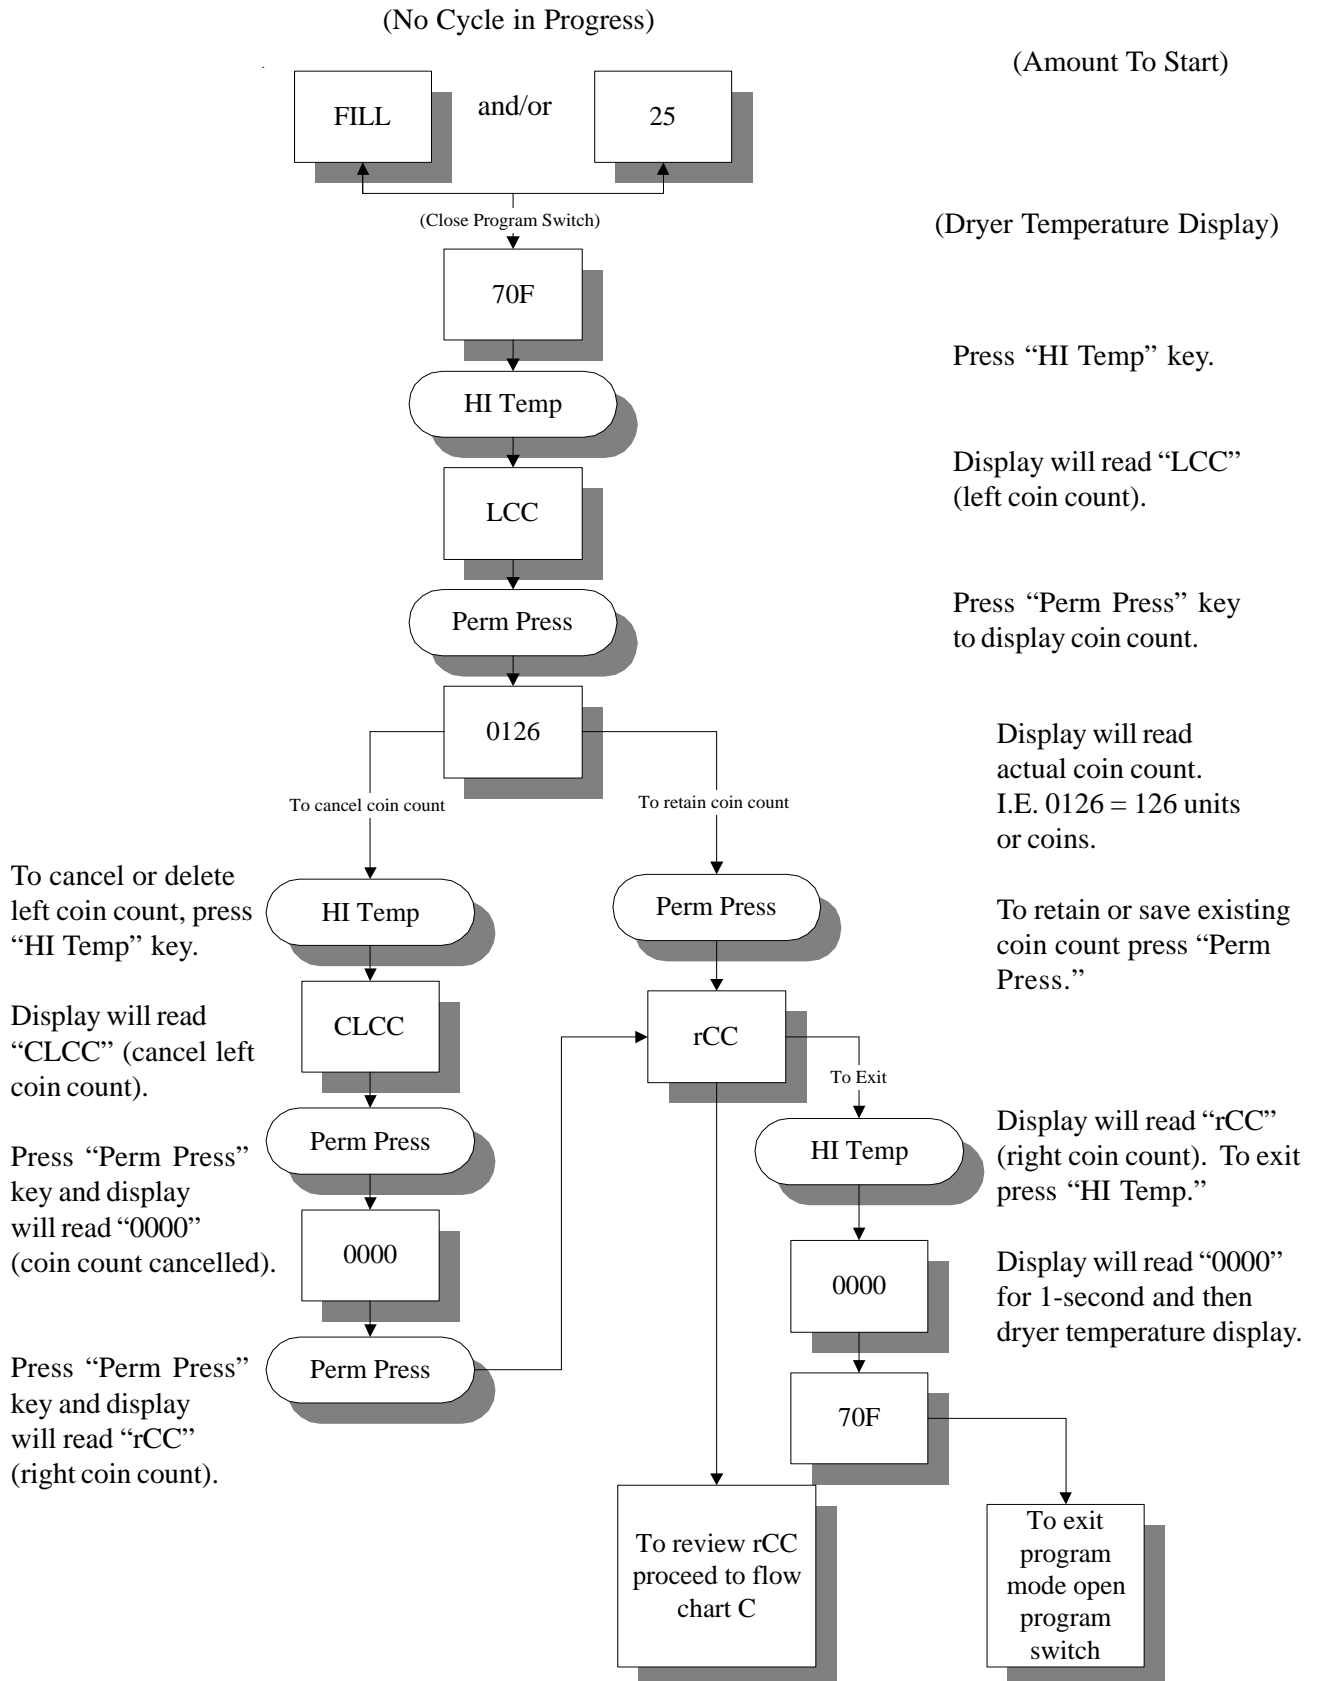 (No Cycle in Progress)
(Amount To Start)
FILL
and/or
25
(Close Program Switch)
(Dryer Temperature Display)
70F
Press “HI Temp” key.
HI Temp
Display will read “LCC”
(left coin count).
LCC
Press “Perm Press” key
to display coin count.
Perm Press
0126
Display will read
actual coin count.
I.E. 0126 = 126 units
or coins.
To cancel coin count
To retain coin count
To cancel or delete
left coin count, press
“HI Temp” key.
HI Temp
Perm Press
To retain or save existing
coin count press “Perm
Press.”
Display will read
“CLCC” (cancel left
coin count).
CLCC
rCC
To Exit
Press “Perm Press”
key and display
will read “0000”
(coin count cancelled).
Perm Press
HI Temp
Display will read “rCC”
(right coin count). To exit
press “HI Temp.”
0000
0000
Display will read “0000”
for 1-second and then
dryer temperature display.
Press “Perm Press”
key and display
will read “rCC”
(right coin count).
Perm Press
70F
To review rCC
proceed to flow
chart C
To exit
program
mode open
program
switch